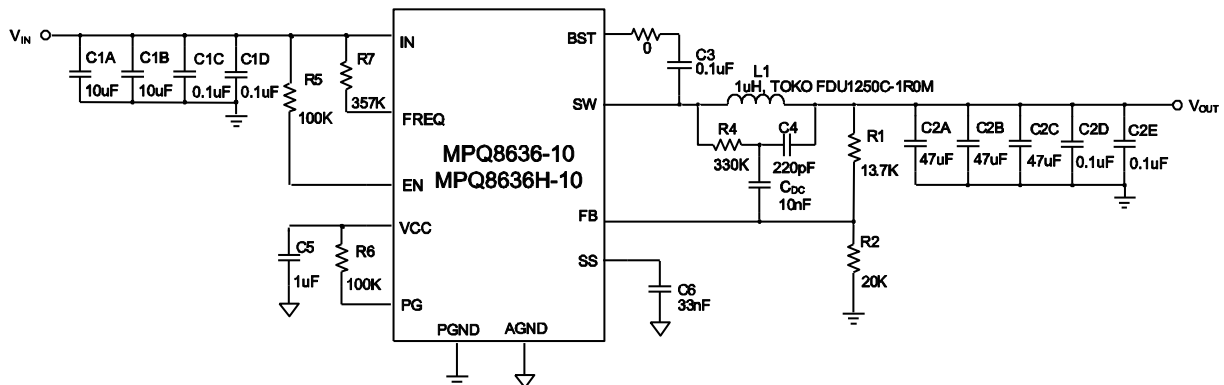 VIN
C1A
10uF
C1B
10uF
C1C
0.1uF
C1D
0.1uF
R5
100K
R7
357K
IN
FREQ
EN
VCC
PG
PGND
AGND
BST
SW
FB
SS
MPQ8636-10
MPQ8636H-10
C5
1uF
R6
100K
0
C3
0.1uF
L1
1uH, TOKO FDU1250C-1R0M
R4
330K
C4
220pF
CDC
10nF
R1
13.7K
R2
20K
C6
33nF
C2A
47uF
C2B
47uF
C2C
47uF
C2D
0.1uF
C2E
0.1uF
VOUT